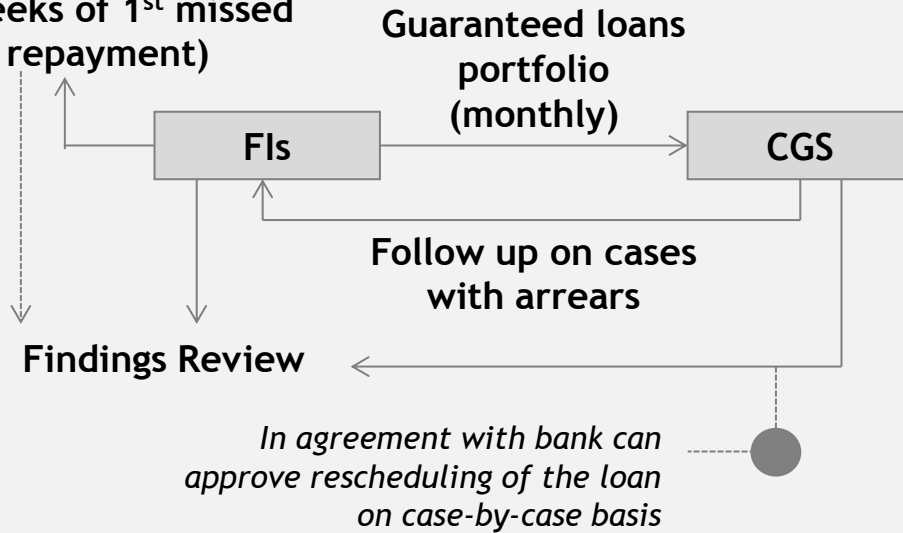 eeks of 1st missed
repayment)
Guaranteed loans
portfolio
(monthly)
FIs
CGS
Follow up on cases
with arrears
Findings Review
In agreement with bank can
approve rescheduling of the loan
on case-by-case basis